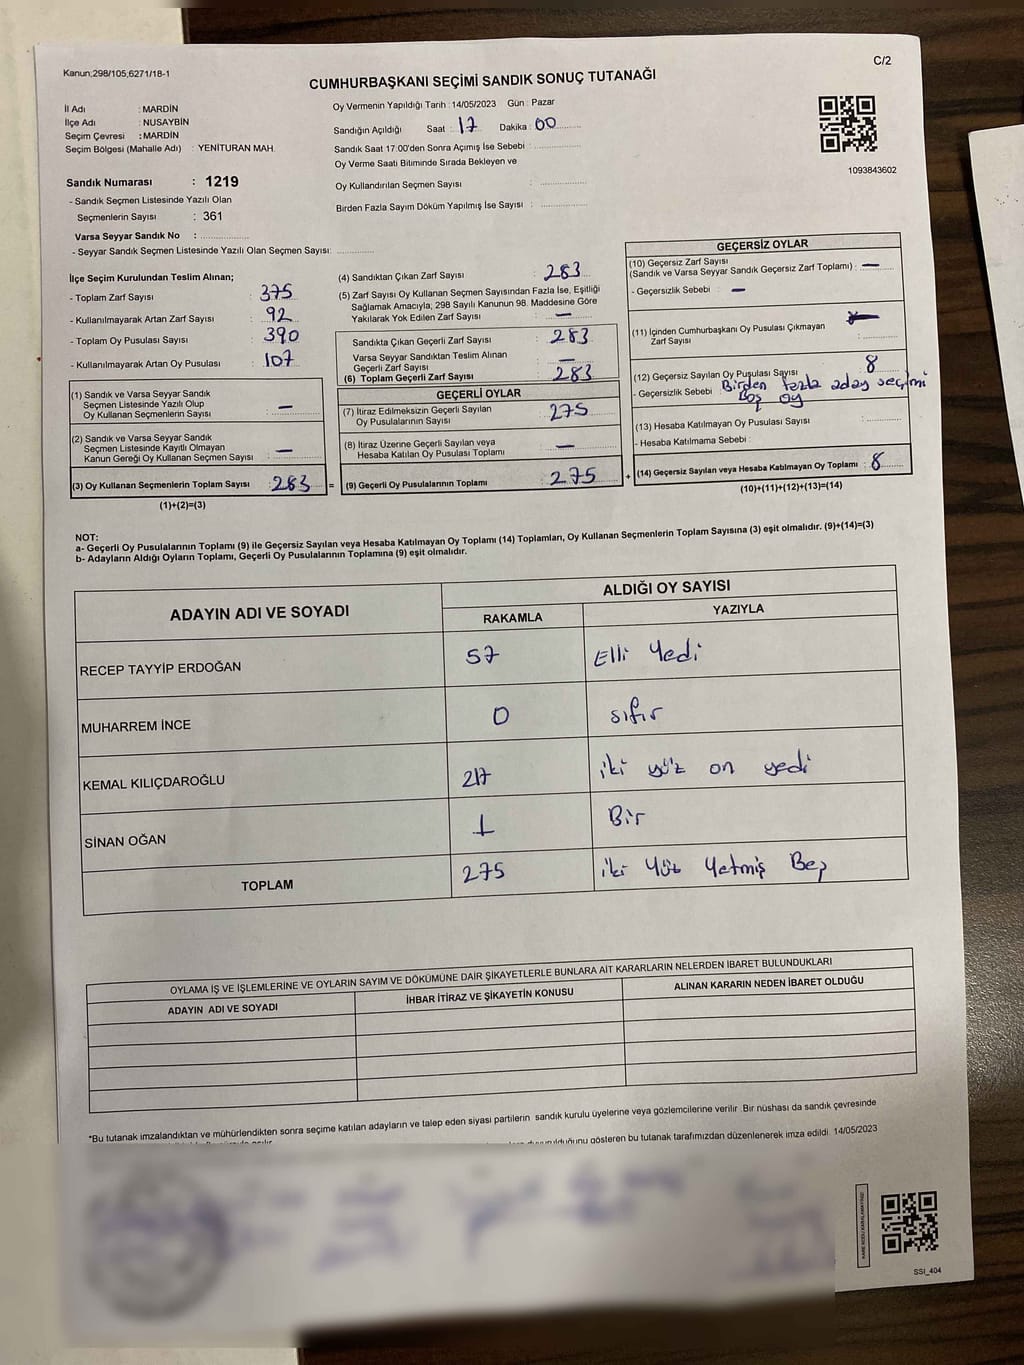 Kanun;298/105,6271/18-1
C/2
CUMHURBAŞKANI SEÇİMİ SANDIK SONUÇ TUTANAĞI
İl Adı : MARDİN
İlçe Adı : NUSAYBİN
Seçim Çevresi : MARDİN
Seçim Bölgesi (Mahalle Adı) : YENİTURAN MAH.
Oy Vermenin Yapıldığı Tarih : 14/05/2023 Gün : Pazar
Sandığın Açıldığı Saat : 17 Dakika : 00
Sandık Saat 17:00'den Sonra Açımış İse Sebebi :
Oy Verme Saati Bitiminde Sırada Bekleyen ve
Oy Kullandırılan Seçmen Sayısı :
Birden Fazla Sayım Döküm Yapılmış İse Sayısı :
1093843602
Sandık Numarası : 1219
- Sandık Seçmen Listesinde Yazılı Olan
Seçmenlerin Sayısı : 361
Varsa Seyyar Sandık No :
- Seyyar Sandık Seçmen Listesinde Yazılı Olan Seçmen Sayısı:
İlçe Seçim Kurulundan Teslim Alınan;
- Toplam Zarf Sayısı : 375
- Kullanılmayarak Artan Zarf Sayısı : 92
- Toplam Oy Pusulası Sayısı : 390
- Kullanılmayarak Artan Oy Pusulası : 107
(1) Sandık ve Varsa Seyyar Sandık
Seçmen Listesinde Yazılı Olup
Oy Kullanan Seçmenlerin Sayısı : —
(2) Sandık ve Varsa Seyyar Sandık
Seçmen Listesinde Kayıtlı Olmayan
Kanun Gereği Oy Kullanan Seçmen Sayısı : —
(3) Oy Kullanan Seçmenlerin Toplam Sayısı : 283 =
(1)+(2)=(3)
(4) Sandıktan Çıkan Zarf Sayısı : 283
(5) Zarf Sayısı Oy Kullanan Seçmen Sayısından Fazla İse, Eşitliği
Sağlamak Amacıyla; 298 Sayılı Kanunun 98. Maddesine Göre
Yakılarak Yok Edilen Zarf Sayısı : —
Sandıkta Çıkan Geçerli Zarf Sayısı : 283
Varsa Seyyar Sandıktan Teslim Alınan
Geçerli Zarf Sayısı : —
(6) Toplam Geçerli Zarf Sayısı : 283
GEÇERLİ OYLAR
(7) İtiraz Edilmeksizin Geçerli Sayılan
Oy Pusulalarının Sayısı : 275
(8) İtiraz Üzerine Geçerli Sayılan veya
Hesaba Katılan Oy Pusulası Toplamı : —
(9) Geçerli Oy Pusulalarının Toplamı : 275 +
GEÇERSİZ OYLAR
(10) Geçersiz Zarf Sayısı
(Sandık ve Varsa Seyyar Sandık Geçersiz Zarf Toplamı) : —
- Geçersizlik Sebebi : —
(11) İçinden Cumhurbaşkanı Oy Pusulası Çıkmayan
Zarf Sayısı :
(12) Geçersiz Sayılan Oy Pusulası Sayısı : 8
- Geçersizlik Sebebi : Birden fazla aday seçimi
Boş oy
(13) Hesaba Katılmayan Oy Pusulası Sayısı :
- Hesaba Katılmama Sebebi :
(14) Geçersiz Sayılan veya Hesaba Katılmayan Oy Toplamı : 8
(10)+(11)+(12)+(13)=(14)
NOT:
a- Geçerli Oy Pusulalarının Toplamı (9) ile Geçersiz Sayılan veya Hesaba Katılmayan Oy Toplamı (14) Toplamları, Oy Kullanan Seçmenlerin Toplam Sayısına (3) eşit olmalıdır. (9)+(14)=(3)
b- Adayların Aldığı Oyların Toplamı, Geçerli Oy Pusulalarının Toplamına (9) eşit olmalıdır.
ADAYIN ADI VE SOYADI
ALDIĞI OY SAYISI
RAKAMLA YAZIYLA
RECEP TAYYİP ERDOĞAN 57 Elli Yedi
MUHARREM İNCE 0 sıfır
KEMAL KILIÇDAROĞLU 217 iki yüz on yedi
SİNAN OĞAN 1 Bir
TOPLAM 275 iki Yüz Yetmiş Beş
OYLAMA İŞ VE İŞLEMLERİNE VE OYLARIN SAYIM VE DÖKÜMÜNE DAİR ŞİKAYETLERLE BUNLARA AİT KARARLARIN NELERDEN İBARET BULUNDUKLARI
ADAYIN ADI VE SOYADI İHBAR İTİRAZ VE ŞİKAYETİN KONUSU ALINAN KARARIN NEDEN İBARET OLDUĞU
*Bu tutanak imzalandıktan ve mühürlendikten sonra seçime katılan adayların ve talep eden siyasi partilerin sandık kurulu üyelerine veya gözlemcilerine verilir. Bir nüshası da sandık çevresinde
gösteren bu tutanak tarafımızdan düzenlenerek imza edildi. 14/05/2023
SSI_404